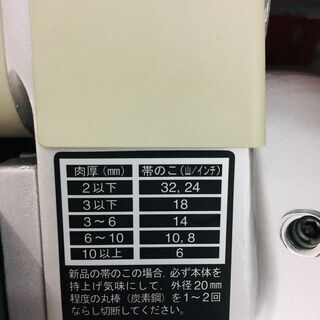 肉厚(mm) 帯のこ(山/インチ)
2以下 32, 24
3以下 18
3〜6 14
6〜10 10, 8
10以上 6
新品の帯のこの場合、必ず本体を
持上げ気味にして、外径20mm
程度の丸棒（炭素鋼）を1〜2回
ならし切断してください。